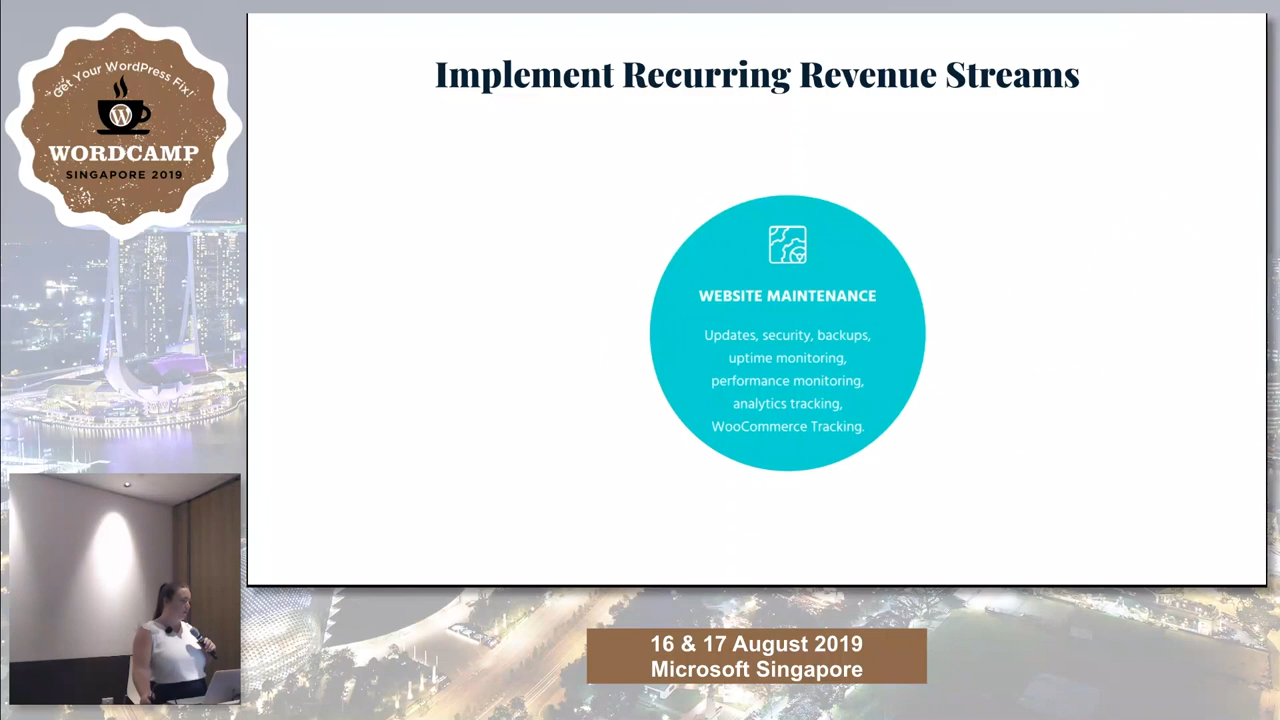 Get Your WordPress Fix!
WORDCAMP
SINGAPORE 2019
Implement Recurring Revenue Streams
WEBSITE MAINTENANCE
Updates, security, backups,
uptime monitoring,
performance monitoring,
analytics tracking,
WooCommerce Tracking.
16 & 17 August 2019
Microsoft Singapore